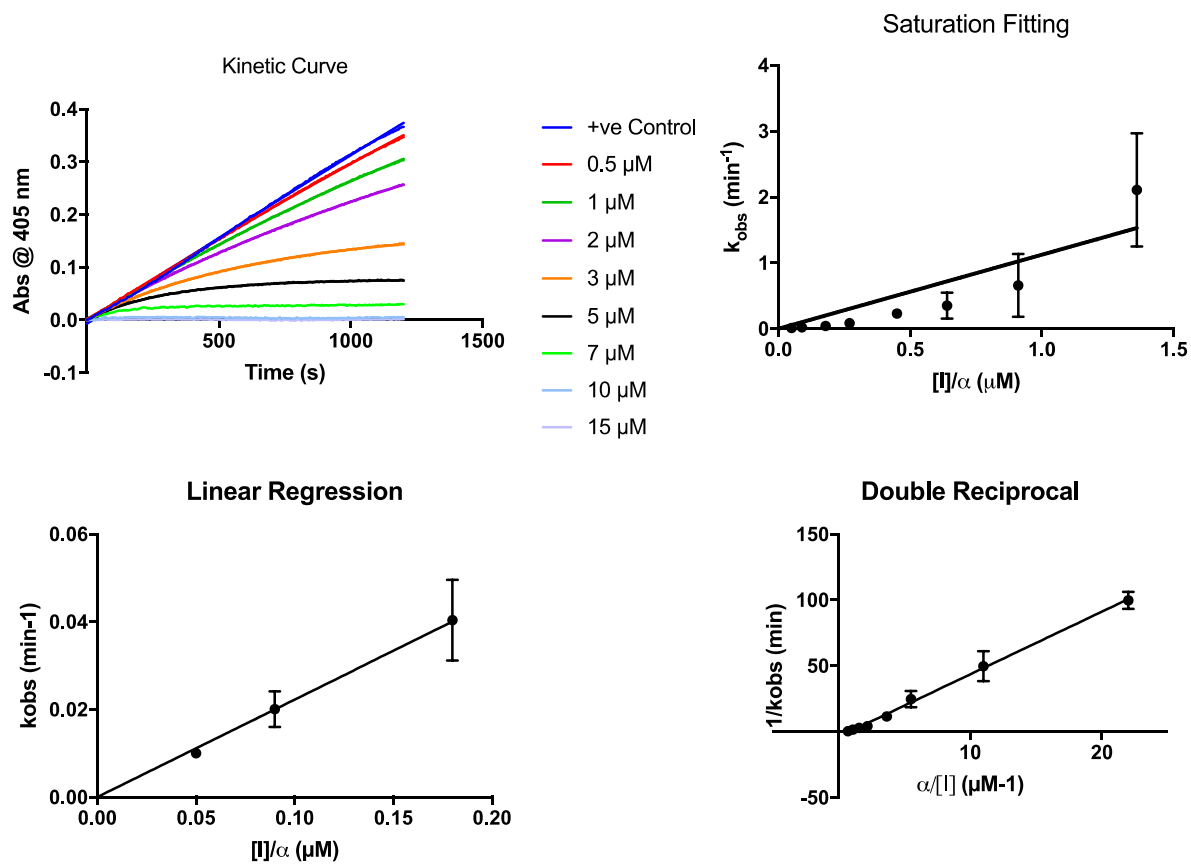 Kinetic Curve
0.4
0.3
0.2
0.1
0.0
-0.1
500
1000
1500
Abs @ 405 nm
Time (s)
+ve Control
0.5 µM
1 µM
2 µM
3 µM
5 µM
7 µM
10 µM
15 µM
Saturation Fitting
4
3
2
1
0
0.0
0.5
1.0
1.5
kobs (min-1)
[I]/α (μM)
Linear Regression
0.06
0.04
0.02
0.00
0.00
0.05
0.10
0.15
0.20
kobs (min-1)
[I]/α (µM)
Double Reciprocal
150
100
50
-50
10
20
1/kobs (min)
α/[I] (µM-1)